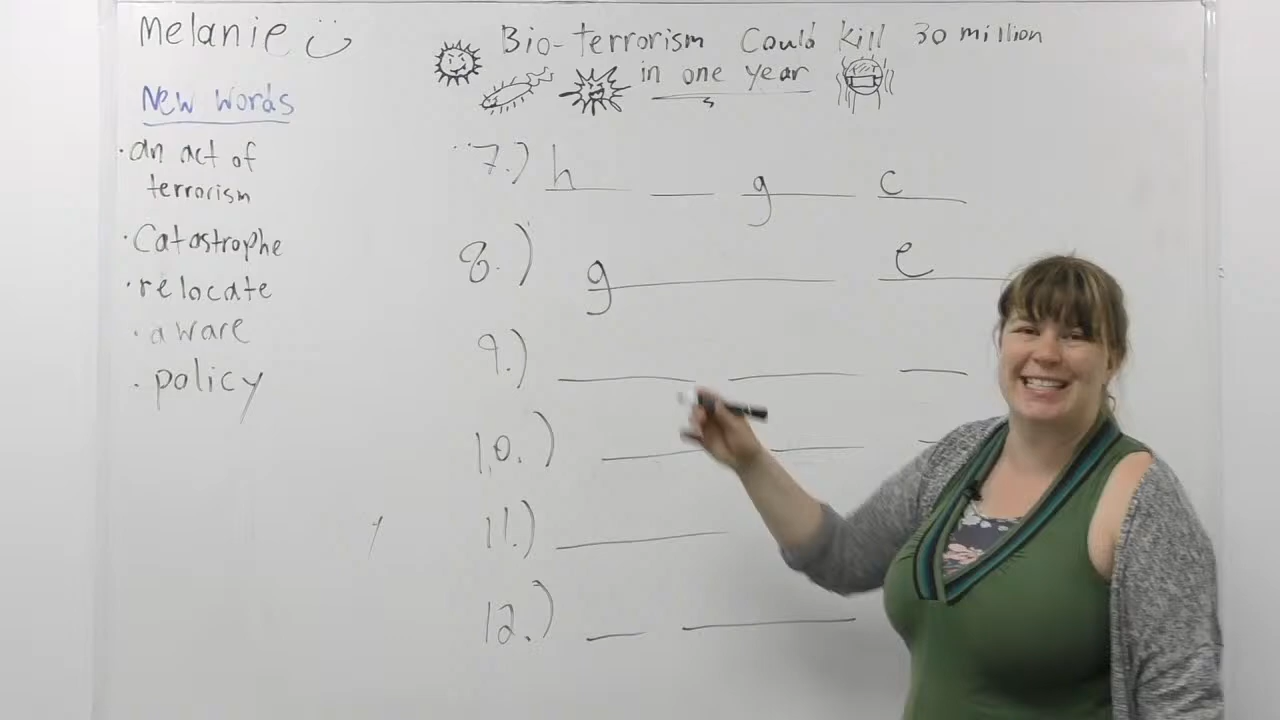 Melanie
Bio-terrorism Could kill 30 million
in one year
New words
• an act of
terrorism
• Catastrophe
• relocate
• aware
• policy
7.) h g c
8.) g e
9.)
10.)
11.)
12.)